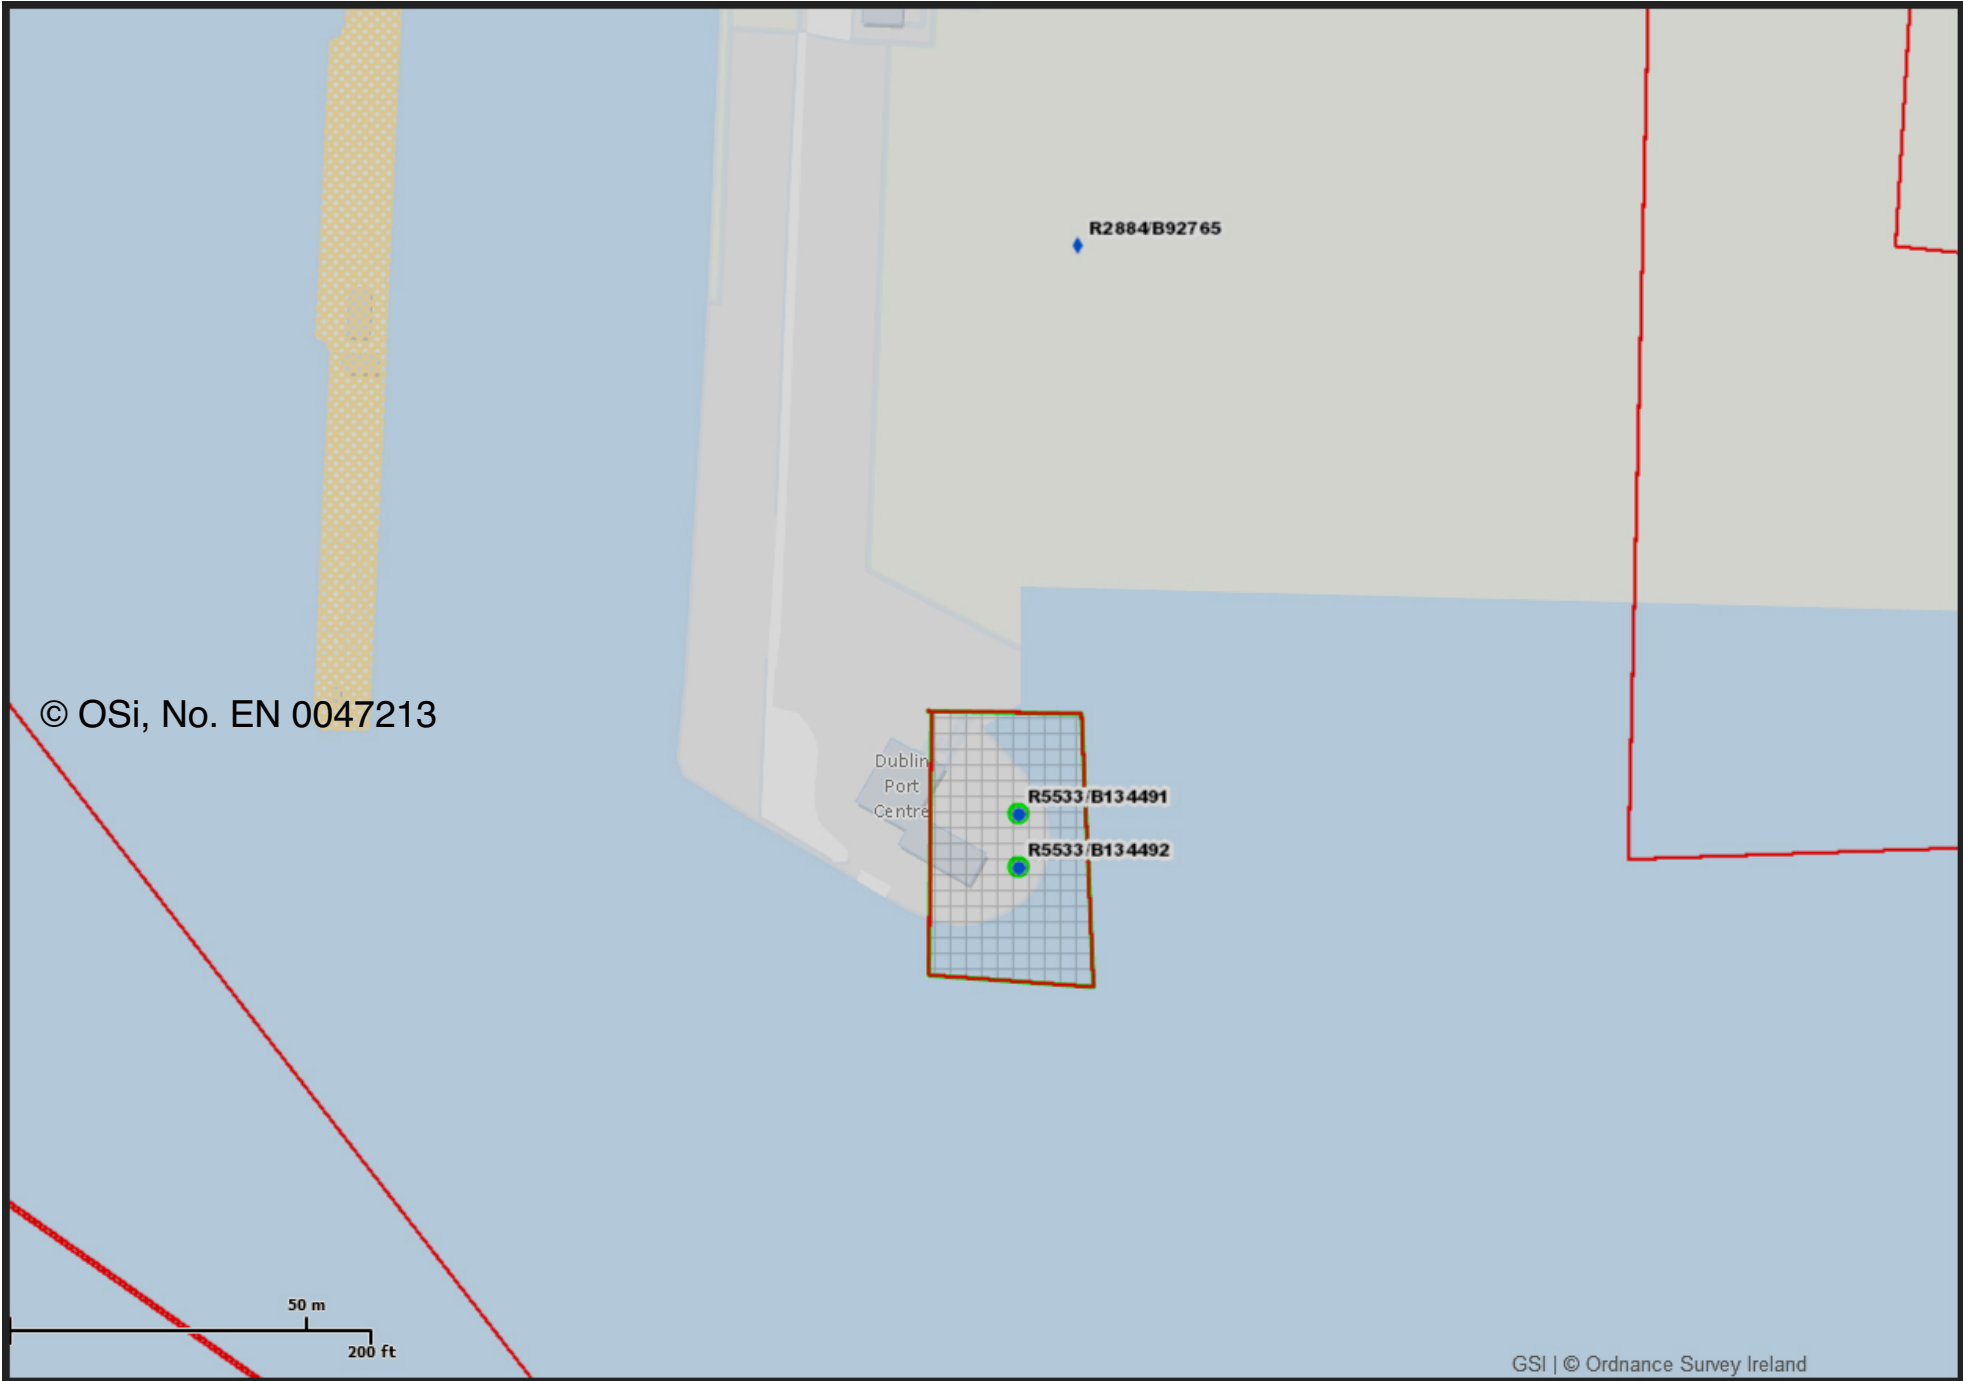 R2884/B92765
© OSi, No. EN 0047213
Dublin
Port
Centre
R5533/B134491
R5533/B134492
50 m
200 ft
GSI | © Ordnance Survey Ireland